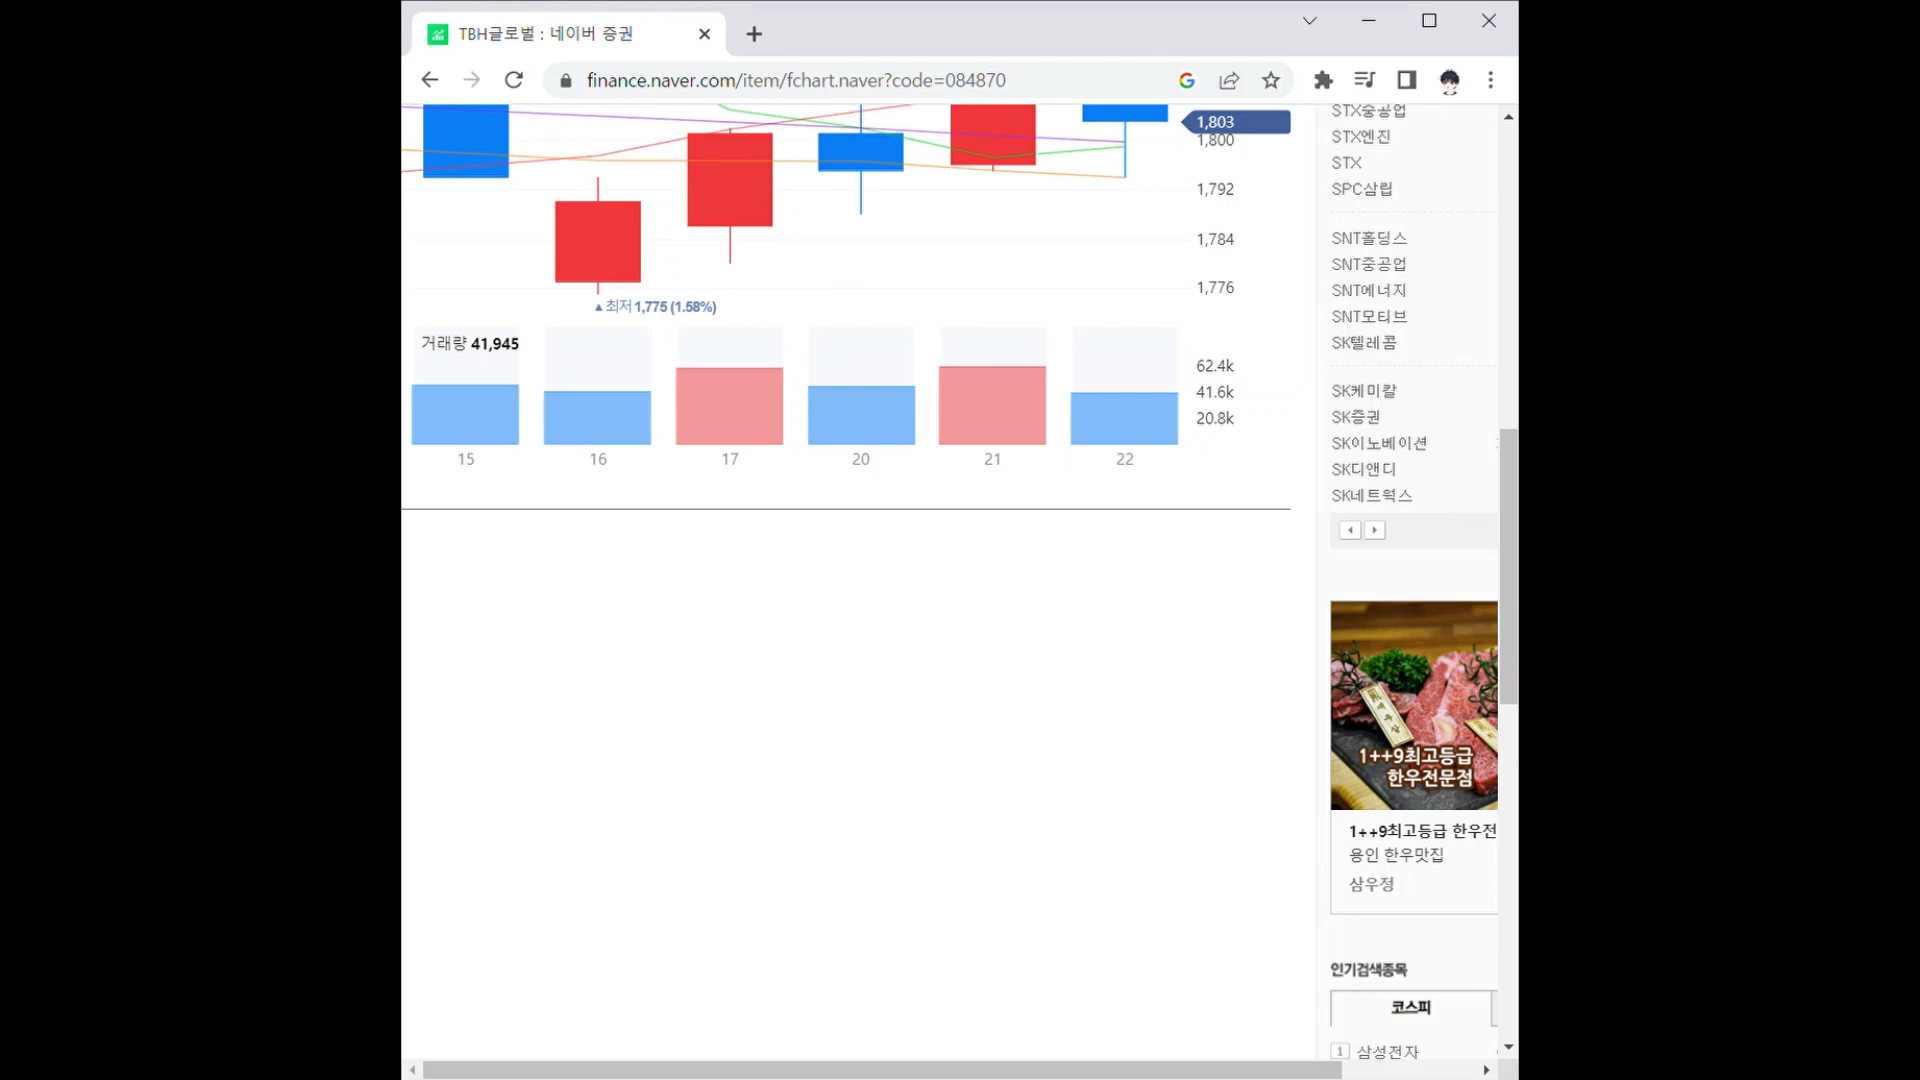 TBH글로벌 : 네이버 증권
finance.naver.com/item/fchart.naver?code=084870
1,803
1,800
1,792
1,784
1,776
▲최저 1,775 (1.58%)
거래량 41,945
62.4k
41.6k
20.8k
15 16 17 20 21 22
STX중공업
STX엔진
STX
SPC삼립
SNT홀딩스
SNT중공업
SNT에너지
SNT모티브
SK텔레콤
SK케미칼
SK증권
SK이노베이션
SK디앤디
SK네트웍스
1++9최고등급
한우전문점
1++9최고등급 한우전
용인 한우맛집
삼우정
인기검색종목
코스피
1 삼성전자